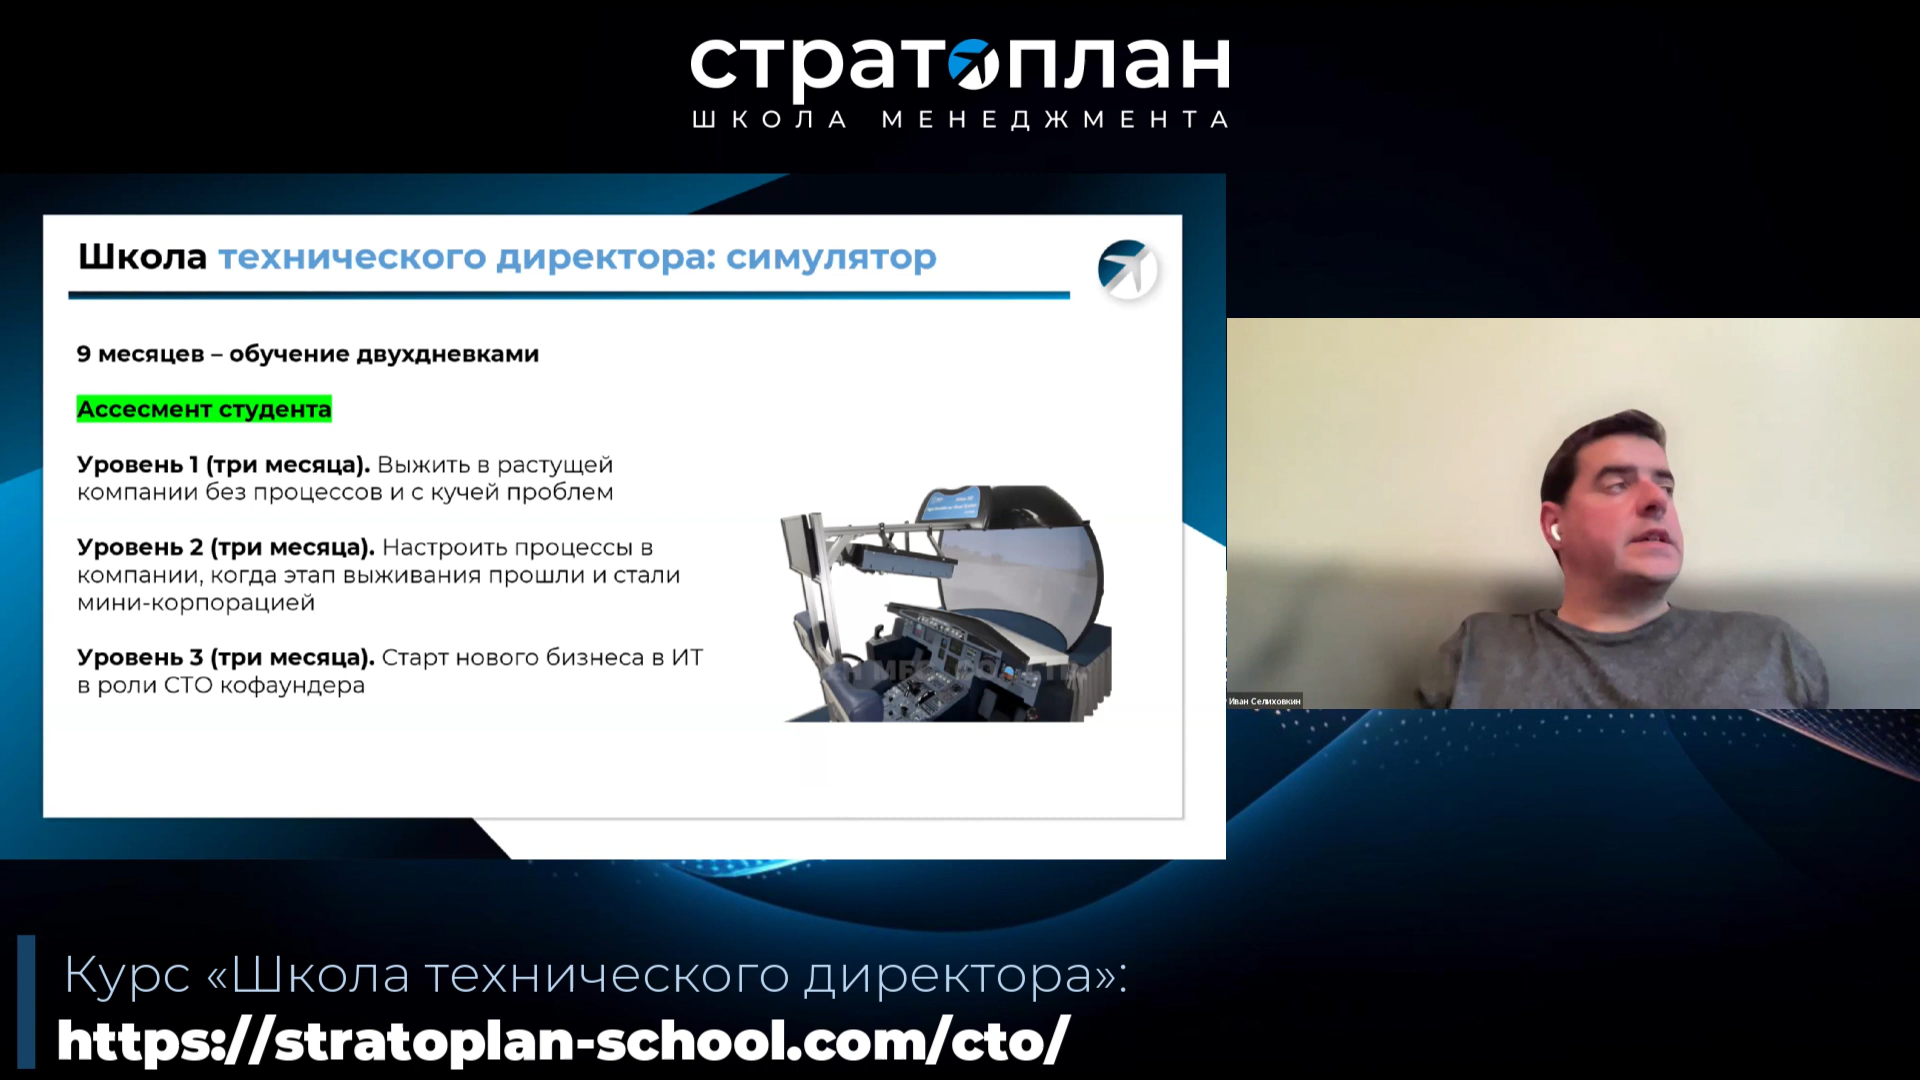 стратоплан
ШКОЛА МЕНЕДЖМЕНТА
Школа технического директора: симулятор
9 месяцев – обучение двухдневками
Ассесмент студента
Уровень 1 (три месяца). Выжить в растущей
компании без процессов и с кучей проблем
Уровень 2 (три месяца). Настроить процессы в
компании, когда этап выживания прошли и стали
мини-корпорацией
Уровень 3 (три месяца). Старт нового бизнеса в ИТ
в роли СТО кофаундера
Иван Селиховкин
Курс «Школа технического директора»:
https://stratoplan-school.com/cto/